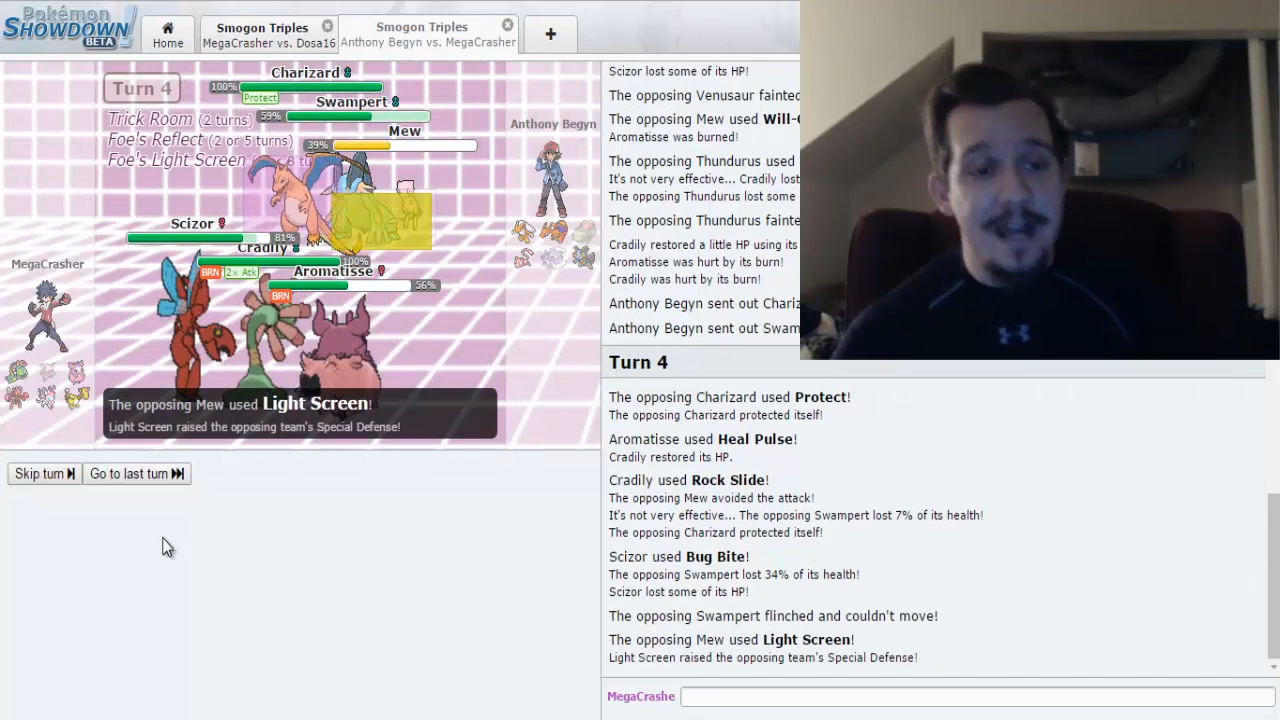 Pokémon
SHOWDOWN!
BETA
Home
Smogon Triples
MegaCrasher vs. Dosa16
Smogon Triples
Anthony Begyn vs. MegaCrasher
+
Turn 4
Trick Room (2 turns)
Foe's Reflect (2 or 5 turns)
Foe's Light Screen
Charizard
100%
Protect
Swampert
59%
Mew
39%
Anthony Begyn
Scizor
81%
Cradily
100%
BRN 2× Atk
Aromatisse
56%
BRN
MegaCrasher
The opposing Mew used Light Screen!
Light Screen raised the opposing team's Special Defense!
Skip turn
Go to last turn
Scizor lost some of its HP!
The opposing Venusaur fainted
The opposing Mew used
Aromatisse was burned!
The opposing Thundurus used
It's not very effective... Cradily lost
The opposing Thundurus lost some
The opposing Thundurus
Cradily restored a little HP using its
Aromatisse was hurt by its burn!
Cradily was hurt by its burn!
Anthony Begyn sent out
Anthony Begyn sent out
Turn 4
The opposing Charizard used Protect!
The opposing Charizard protected itself!
Aromatisse used Heal Pulse!
Cradily restored its HP.
Cradily used Rock Slide!
The opposing Mew avoided the attack!
It's not very effective... The opposing Swampert lost 7% of its health!
The opposing Charizard protected itself!
Scizor used Bug Bite!
The opposing Swampert lost 34% of its health!
Scizor lost some of its HP!
The opposing Swampert flinched and couldn't move!
The opposing Mew used Light Screen!
Light Screen raised the opposing team's Special Defense!
MegaCrashe